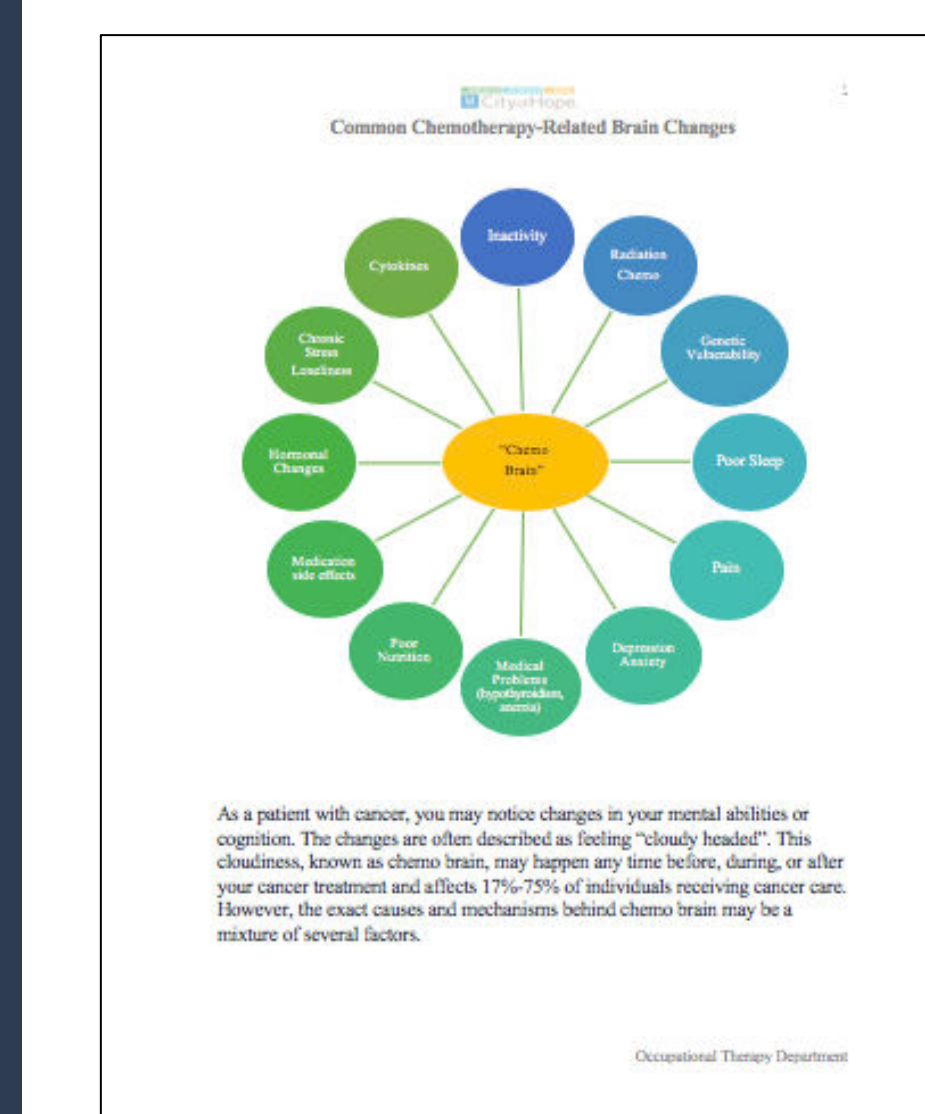 City of Hope.
Common Chemotherapy-Related Brain Changes
Inactivity
Radiation
Chemo
Genetic
Vulnerability
Poor Sleep
Pain
Depression
Anxiety
Medical
Problems
(hypothyroidism,
anemia)
Poor
Nutrition
Medication
side effects
Hormonal
Changes
Chronic
Stress
Loneliness
Cytokines
"Chemo
Brain"
As a patient with cancer, you may notice changes in your mental abilities or
cognition. The changes are often described as feeling “cloudy headed”. This
cloudiness, known as chemo brain, may happen any time before, during, or after
your cancer treatment and affects 17%-75% of individuals receiving cancer care.
However, the exact causes and mechanisms behind chemo brain may be a
mixture of several factors.
Occupational Therapy Department